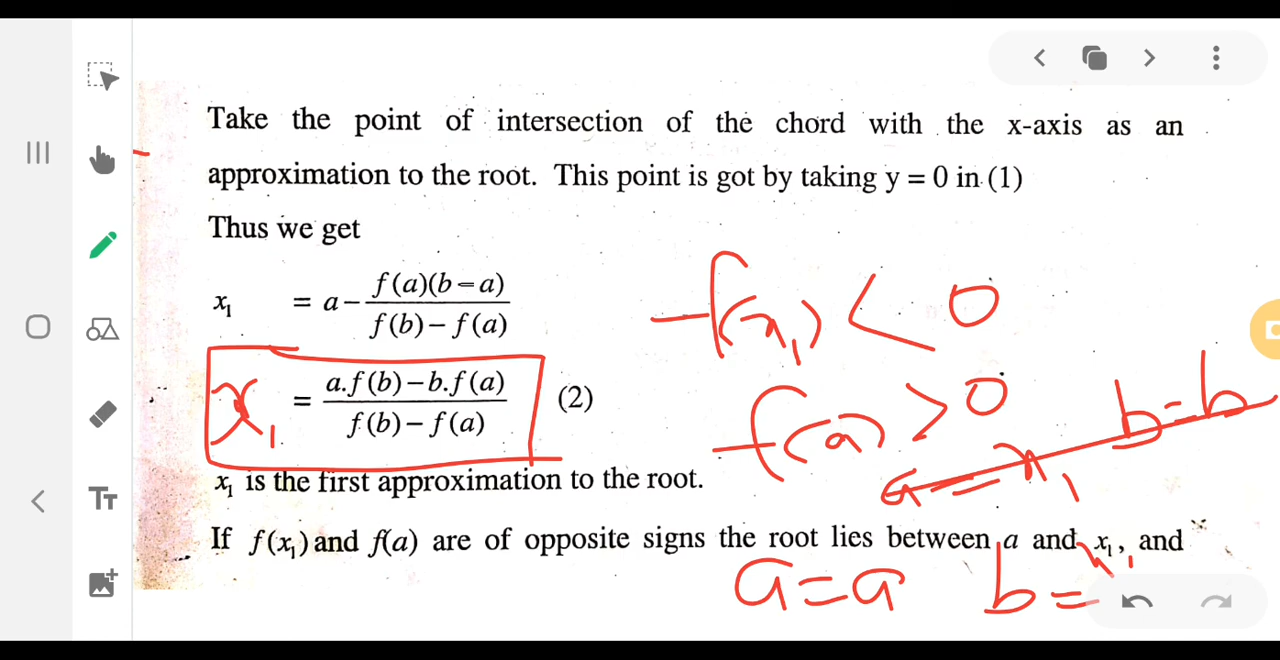 Take the point of intersection of the chord with the x-axis as an
approximation to the root. This point is got by taking y = 0 in (1)
Thus we get
x₁ = a − f(a)(b−a) / f(b) − f(a)
f(x₁) < 0
x₁ = a.f(b) − b.f(a) / f(b) − f(a) (2)
f(a) > 0
b = b
a = x₁
x₁ is the first approximation to the root.
If f(x₁) and f(a) are of opposite signs the root lies between a and x₁, and
a = a b = x₁
TT